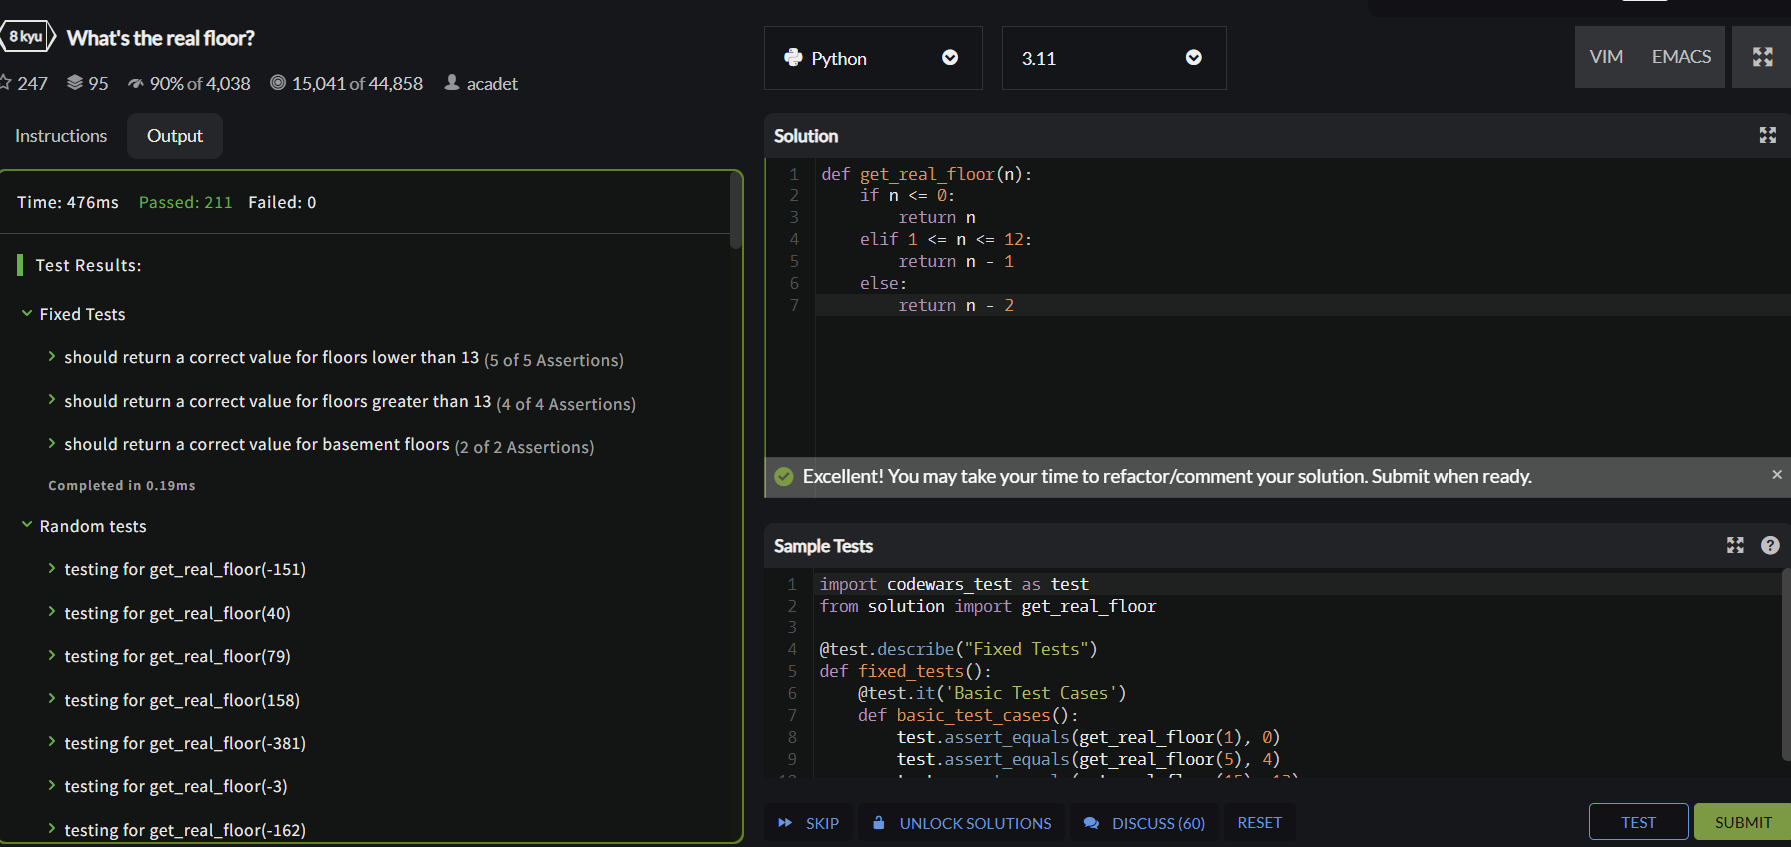 8 kyu What's the real floor?
247 95 90% of 4,038 15,041 of 44,858 acadet
Instructions Output
Time: 476ms Passed: 211 Failed: 0
Test Results:
Fixed Tests
should return a correct value for floors lower than 13 (5 of 5 Assertions)
should return a correct value for floors greater than 13 (4 of 4 Assertions)
should return a correct value for basement floors (2 of 2 Assertions)
Completed in 0.19ms
Random tests
testing for get_real_floor(-151)
testing for get_real_floor(40)
testing for get_real_floor(79)
testing for get_real_floor(158)
testing for get_real_floor(-381)
testing for get_real_floor(-3)
testing for get_real_floor(-162)
Python 3.11 VIM EMACS
Solution
1 def get_real_floor(n):
2     if n <= 0:
3         return n
4     elif 1 <= n <= 12:
5         return n - 1
6     else:
7         return n - 2
Excellent! You may take your time to refactor/comment your solution. Submit when ready.
Sample Tests
1 import codewars_test as test
2 from solution import get_real_floor
3
4 @test.describe("Fixed Tests")
5 def fixed_tests():
6     @test.it('Basic Test Cases')
7     def basic_test_cases():
8         test.assert_equals(get_real_floor(1), 0)
9         test.assert_equals(get_real_floor(5), 4)
SKIP UNLOCK SOLUTIONS DISCUSS (60) RESET TEST SUBMIT